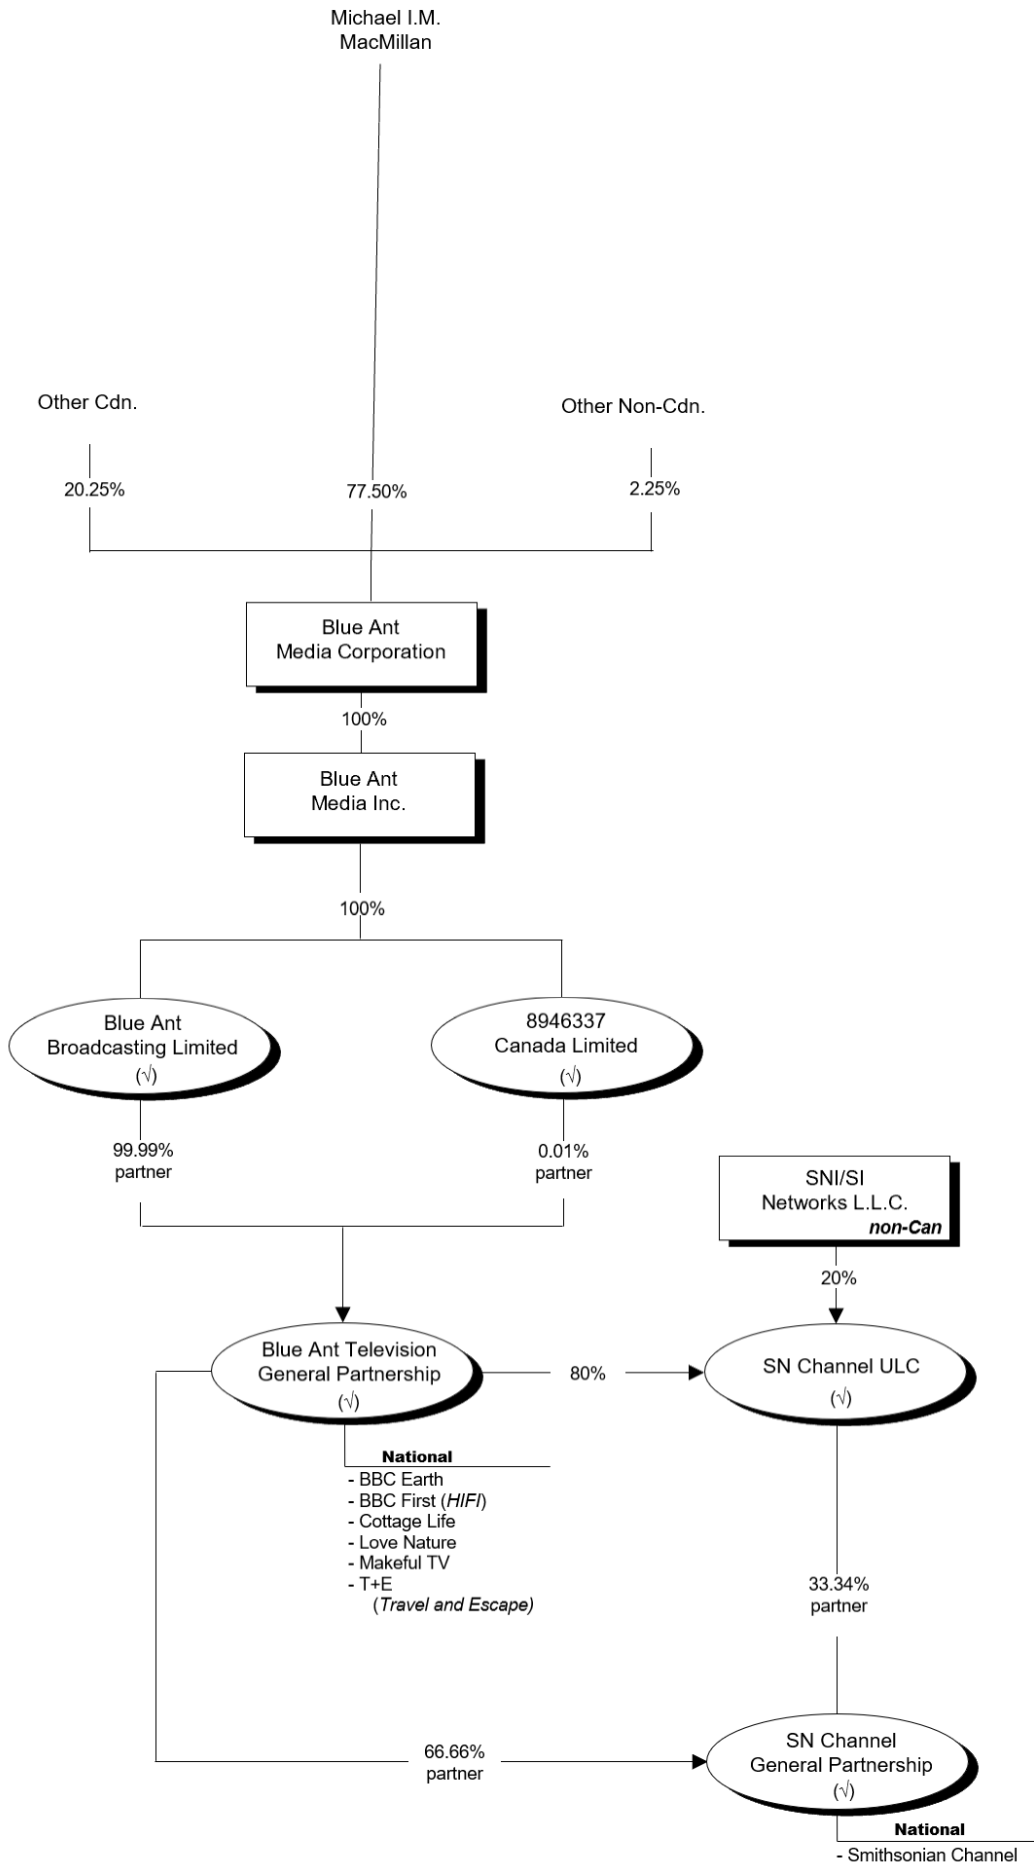 Michael I.M.
MacMillan
Other Cdn.
Other Non-Cdn.
20.25%
77.50%
2.25%
Blue Ant
Media Corporation
100%
Blue Ant
Media Inc.
100%
Blue Ant
Broadcasting Limited
(√)
8946337
Canada Limited
(√)
99.99%
partner
0.01%
partner
SNI/SI
Networks L.L.C.
non-Can
20%
Blue Ant Television
General Partnership
(√)
80%
SN Channel ULC
(√)
National
- BBC Earth
- BBC First (HIFI)
- Cottage Life
- Love Nature
- Makeful TV
- T+E
(Travel and Escape)
33.34%
partner
66.66%
partner
SN Channel
General Partnership
(√)
National
- Smithsonian Channel